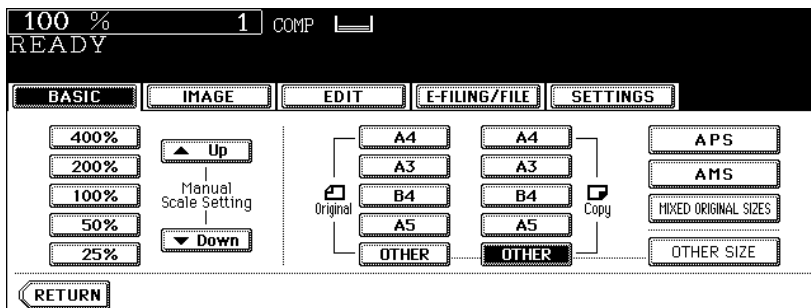 100 % 1 COMP
READY
BASIC IMAGE EDIT E-FILING/FILE SETTINGS
400%
200%
100%
50%
25%
Up
Manual
Scale Setting
Down
Original
A4
A3
B4
A5
OTHER
A4
A3
B4
A5
OTHER
Copy
APS
AMS
MIXED ORIGINAL SIZES
OTHER SIZE
RETURN